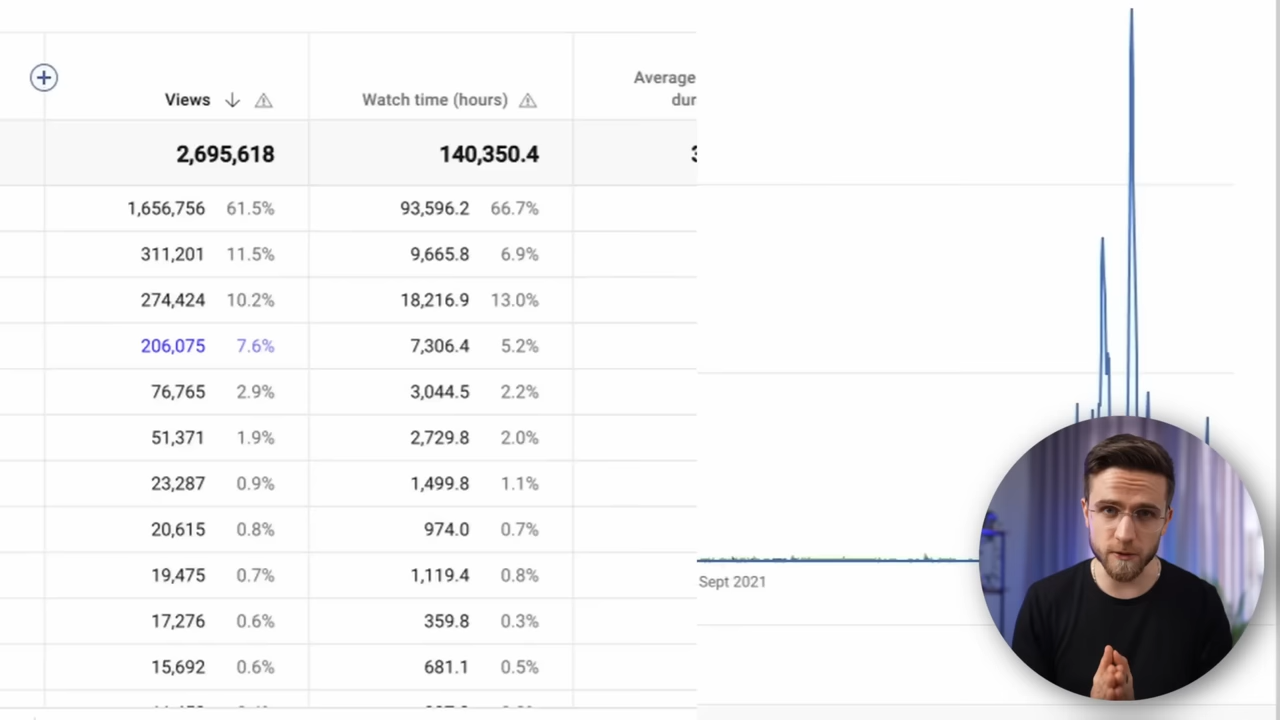 Average
Views Watch time (hours) dur
2,695,618 140,350.4
1,656,756 61.5% 93,596.2 66.7%
311,201 11.5% 9,665.8 6.9%
274,424 10.2% 18,216.9 13.0%
206,075 7.6% 7,306.4 5.2%
76,765 2.9% 3,044.5 2.2%
51,371 1.9% 2,729.8 2.0%
23,287 0.9% 1,499.8 1.1%
20,615 0.8% 974.0 0.7%
19,475 0.7% 1,119.4 0.8%
17,276 0.6% 359.8 0.3%
15,692 0.6% 681.1 0.5%
Sept 2021